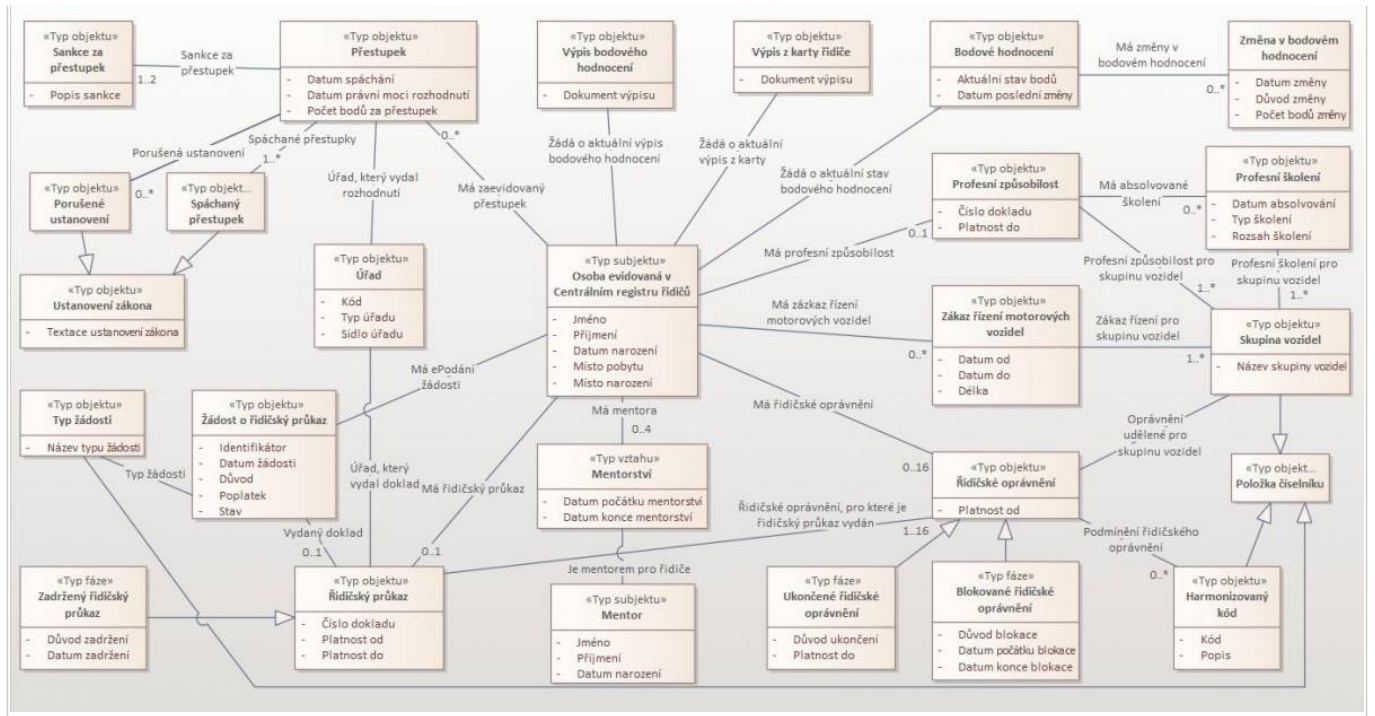 «Typ objektu»
Sankce za
přestupek
- Popis sankce
Sankce za
přestupek
1..2
«Typ objektu»
Přestupek
- Datum spáchání
- Datum právní moci rozhodnutí
- Počet bodů za přestupek
«Typ objektu»
Výpis bodového
hodnocení
- Dokument výpisu
«Typ objektu»
Výpis z karty řidiče
- Dokument výpisu
«Typ objektu»
Bodové hodnocení
- Aktuální stav bodů
- Datum poslední změny
Má změny v
bodovém hodnocení
0..*
«Typ objektu»
Změna v bodovém
hodnocení
- Datum změny
- Důvod změny
- Počet bodů změny
Porušená ustanovení
0..*
Spáchané přestupky
1..*
Úřad, který vydal
rozhodnutí
0..*
Má zaevidovaný
přestupek
Žádá o aktuální výpis
bodového hodnocení
Žádá o aktuální
výpis z karty
Žádá o aktuální stav
bodového hodnocení
«Typ objektu»
Porušené
ustanovení
«Typ objekt...
Spáchaný
přestupek
«Typ objektu»
Profesní způsobilost
- Číslo dokladu
- Platnost do
Má absolvované
školení
0..*
«Typ objektu»
Profesní školení
- Datum absolvování
- Typ školení
- Rozsah školení
0..1
Má profesní způsobilost
Profesní způsobilost pro
skupinu vozidel
1..*
Profesní školení pro
skupinu vozidel
1..*
«Typ objektu»
Ustanovení zákona
- Textace ustanovení zákona
«Typ objektu»
Úřad
- Kód
- Typ úřadu
- Sídlo úřadu
«Typ subjektu»
Osoba evidovaná v
Centrálním registru řidičů
- Jméno
- Příjmení
- Datum narození
- Místo pobytu
- Místo narození
Má zázkaz řízení
motorových vozidel
0..*
«Typ objektu»
Zákaz řízení motorových
vozidel
- Datum od
- Datum do
- Délka
Zákaz řízení pro
skupinu vozidel
1..*
«Typ objektu»
Skupina vozidel
- Název skupiny vozidel
«Typ objektu»
Typ žádosti
- Název typu žádosti
Typ žádosti
«Typ objektu»
Žádost o řidičský průkaz
- Identifikátor
- Datum žádosti
- Důvod
- Poplatek
- Stav
Má ePodání
žádosti
Úřad, který
vydal doklad
Má řidičský průkaz
0..1
Vydaný doklad
0..1
Má mentora
0..4
«Typ vztahu»
Mentorství
- Datum počátku mentorství
- Datum konce mentorství
Je mentorem pro řidiče
Má řidičské oprávnění
0..16
Řidičské oprávnění, pro které je
řidičský průkaz vydán
1..16
«Typ objektu»
Řidičské oprávnění
- Platnost od
Oprávnění
udělené pro
skupinu vozidel
Podmínění řidičského
oprávnění
0..*
«Typ objekt...
Položka číselníku
«Typ fáze»
Zadržený řidičský
průkaz
- Důvod zadržení
- Datum zadržení
«Typ objektu»
Řidičský průkaz
- Číslo dokladu
- Platnost od
- Platnost do
«Typ subjektu»
Mentor
- Jméno
- Příjmení
- Datum narození
«Typ fáze»
Ukončené řidičské
oprávnění
- Důvod ukončení
- Platnost do
«Typ fáze»
Blokované řidičské
oprávnění
- Důvod blokace
- Datum počátku blokace
- Datum konce blokace
«Typ objektu»
Harmonizovaný
kód
- Kód
- Popis